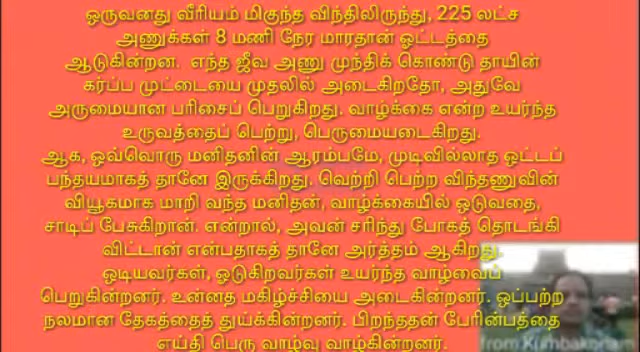 ஒருவனது வீரியம் மிகுந்த விந்திலிருந்து, 225 லட்ச
அணுக்கள் 8 மணி நேர மாரதான் ஓட்டத்தை
ஆடுகின்றன. எந்த ஜீவ அணு முந்திக் கொண்டு தாயின்
கர்ப்ப முட்டையை முதலில் அடைகிறதோ, அதுவே
அருமையான பரிசைப் பெறுகிறது. வாழ்க்கை என்ற உயர்ந்த
உருவத்தைப் பெற்று, பெருமையடைகிறது.
ஆக, ஒவ்வொரு மனிதனின் ஆரம்பமே, முடிவில்லாத ஒட்டப்
பந்தயமாகத் தானே இருக்கிறது. வெற்றி பெற்ற விந்தணுவின்
வியூகமாக மாறி வந்த மனிதன், வாழ்க்கையில் ஓடுவதை,
சாடிப் பேசுகிறான். என்றால், அவன் சரிந்து போகத் தொடங்கி
விட்டான் என்பதாகத் தானே அர்த்தம் ஆகிறது.
ஒடியவர்கள், ஓடுகிறவர்கள் உயர்ந்த வாழ்வைப்
பெறுகின்றனர். உன்னத மகிழ்ச்சியை அடைகின்றனர். ஒப்பற்ற
நலமான தேகத்தைத் துய்க்கின்றனர். பிறந்ததன் பேரின்பத்தை
எய்தி பெரு வாழ்வு வாழ்கின்றனர்.
from Kumbakonam